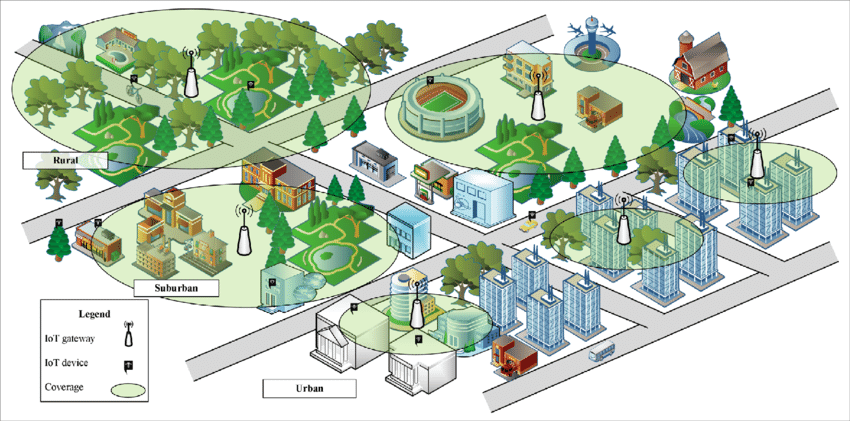 Rural
Suburban
Legend
IoT gateway
IoT device
Coverage
Urban